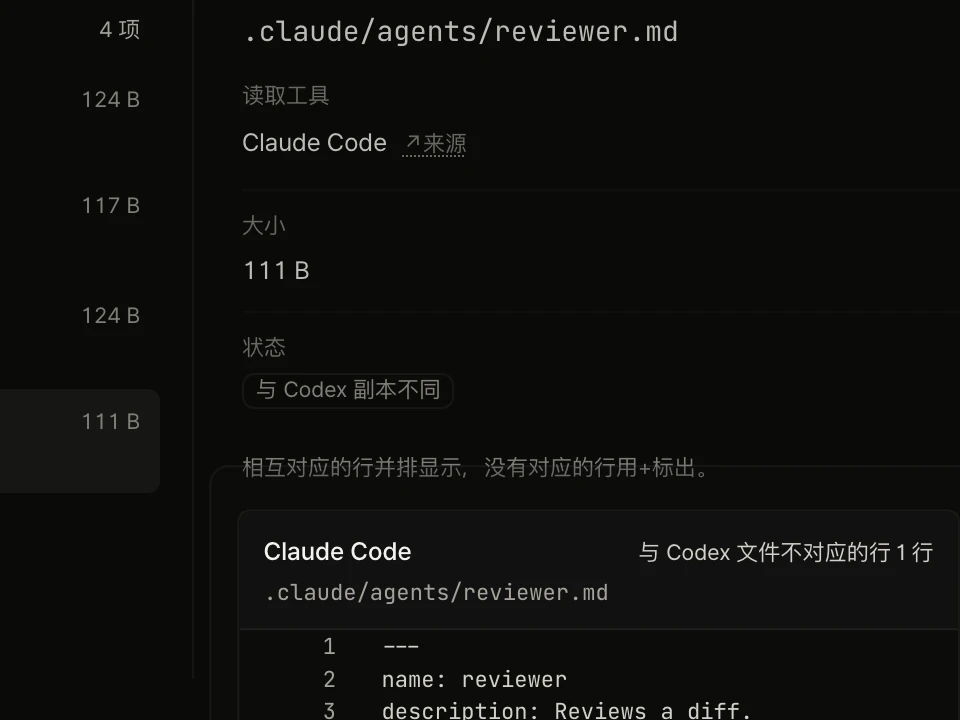 4 项
124 B
117 B
124 B
111 B
.claude/agents/reviewer.md
读取工具
Claude Code ↗来源
大小
111 B
状态
与 Codex 副本不同
相互对应的行并排显示，没有对应的行用+标出。
Claude Code 与 Codex 文件不对应的行 1 行
.claude/agents/reviewer.md
1 ---
2 name: reviewer
3 description: Reviews a diff.